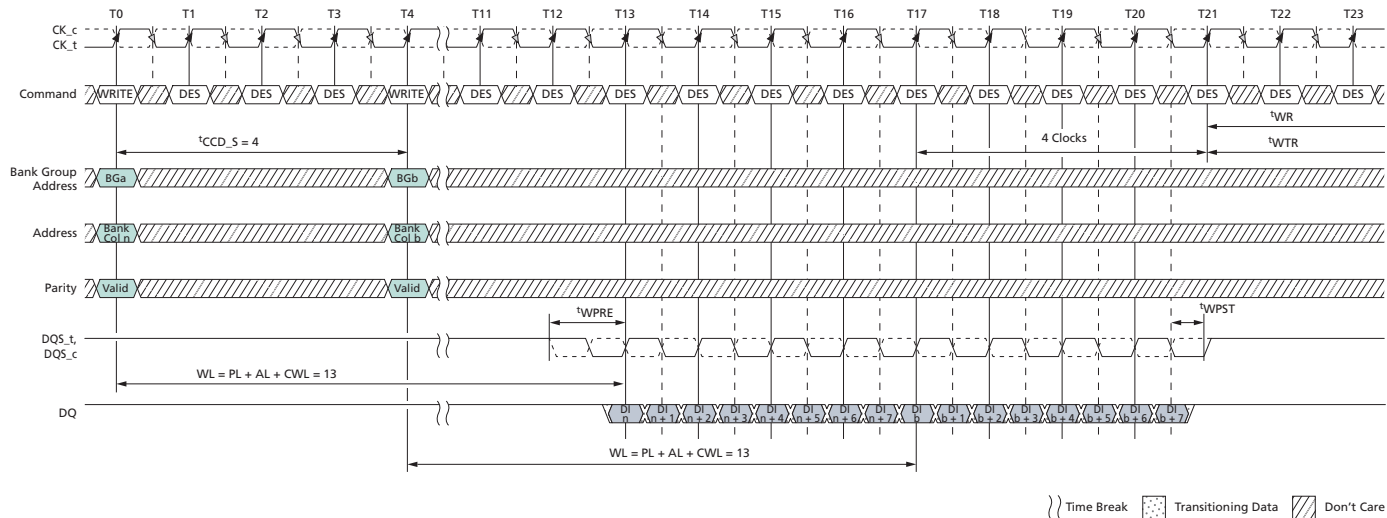 T0 T1 T2 T3 T4 T11 T12 T13 T14 T15 T16 T17 T18 T19 T20 T21 T22 T23
CK_c
CK_t
Command WRITE DES DES DES WRITE DES DES DES DES DES DES DES DES DES DES DES DES DES
tWR
tCCD_S = 4 4 Clocks tWTR
Bank Group
Address
BGa BGb
Address
Bank
Col n
Bank
Col b
Parity Valid Valid
tWPRE tWPST
DQS_t,
DQS_c
WL = PL + AL + CWL = 13
DQ
DI
n
DI
n + 1
DI
n + 2
DI
n + 3
DI
n + 4
DI
n + 5
DI
n + 6
DI
n + 7
DI
b
DI
b + 1
DI
b + 2
DI
b + 3
DI
b + 4
DI
b + 5
DI
b + 6
DI
b + 7
WL = PL + AL + CWL = 13
Time Break Transitioning Data Don't Care